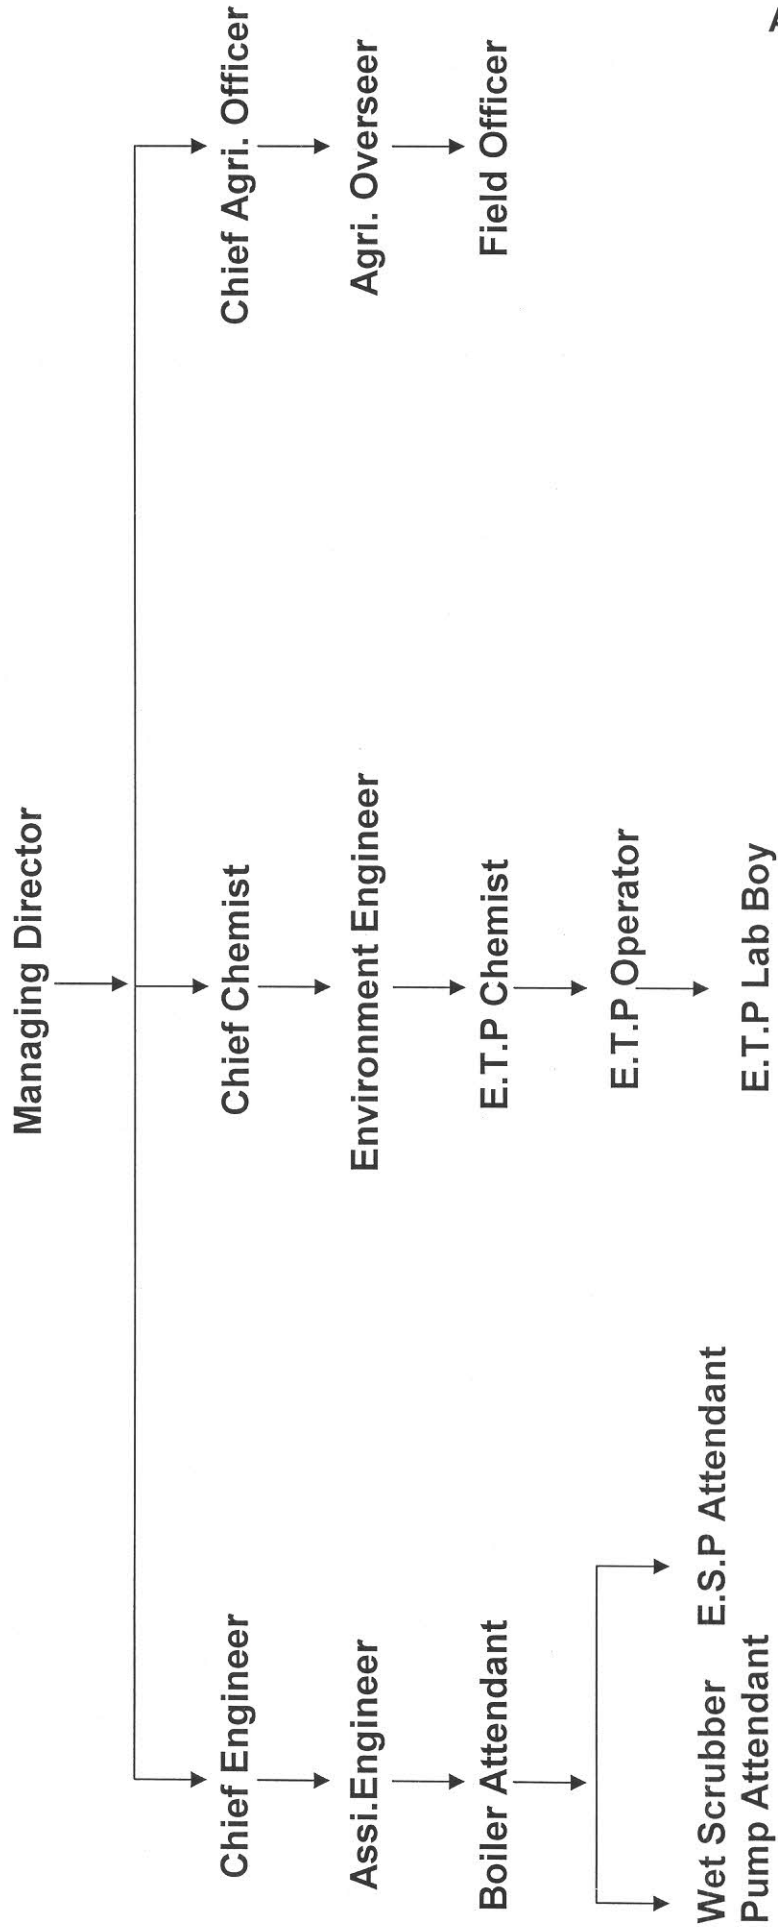 Managing Director
Chief Engineer
Assi.Engineer
Boiler Attendant
Wet Scrubber
Pump Attendant
E.S.P Attendant
Chief Chemist
Environment Engineer
E.T.P Chemist
E.T.P Operator
E.T.P Lab Boy
Chief Agri. Officer
Agri. Overseer
Field Officer